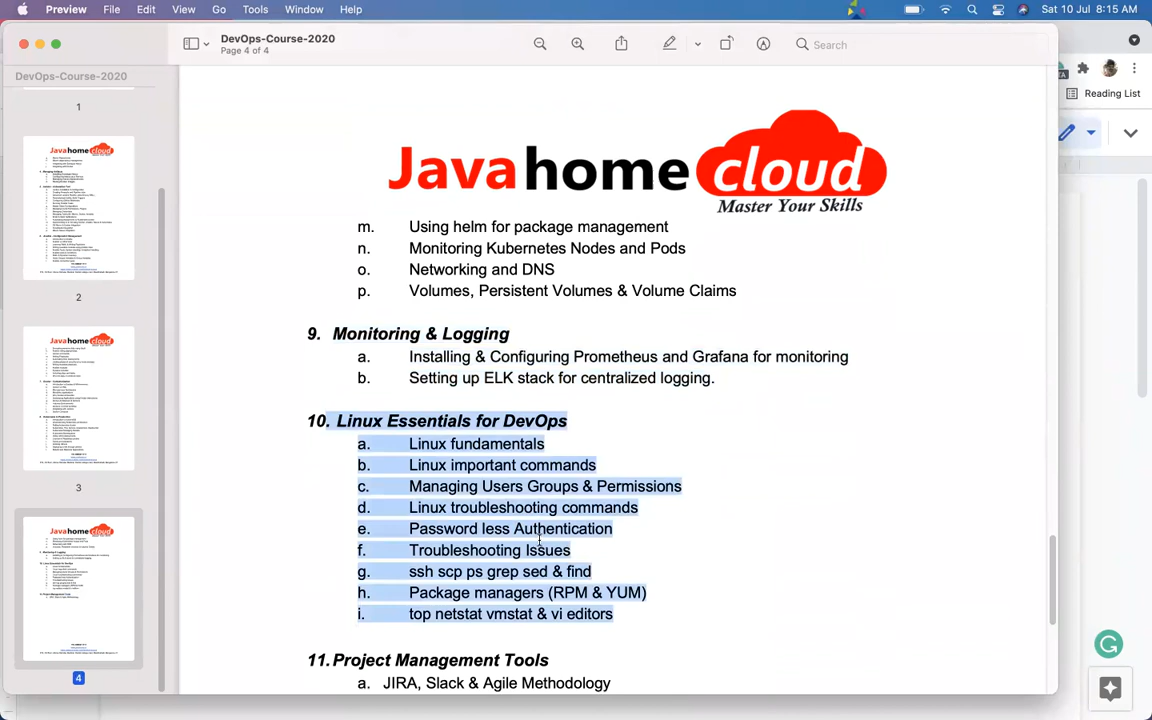 Preview File Edit View Go Tools Window Help Sat 10 Jul 8:15 AM
DevOps-Course-2020
Page 4 of 4
Search
DevOps-Course-2020
Reading List
1
2
3
4
Javahome cloud
Master Your Skills
m. Using helm for package management
n. Monitoring Kubernetes Nodes and Pods
o. Networking and DNS
p. Volumes, Persistent Volumes & Volume Claims
9. Monitoring & Logging
a. Installing & Configuring Prometheus and Grafana for monitoring
b. Setting up ELK stack for centralized logging.
10. Linux Essentials for DevOps
a. Linux fundamentals
b. Linux important commands
c. Managing Users Groups & Permissions
d. Linux troubleshooting commands
e. Password less Authentication
f. Troubleshooting Issues
g. ssh scp ps grep sed & find
h. Package managers (RPM & YUM)
i. top netstat vmstat & vi editors
11. Project Management Tools
a. JIRA, Slack & Agile Methodology